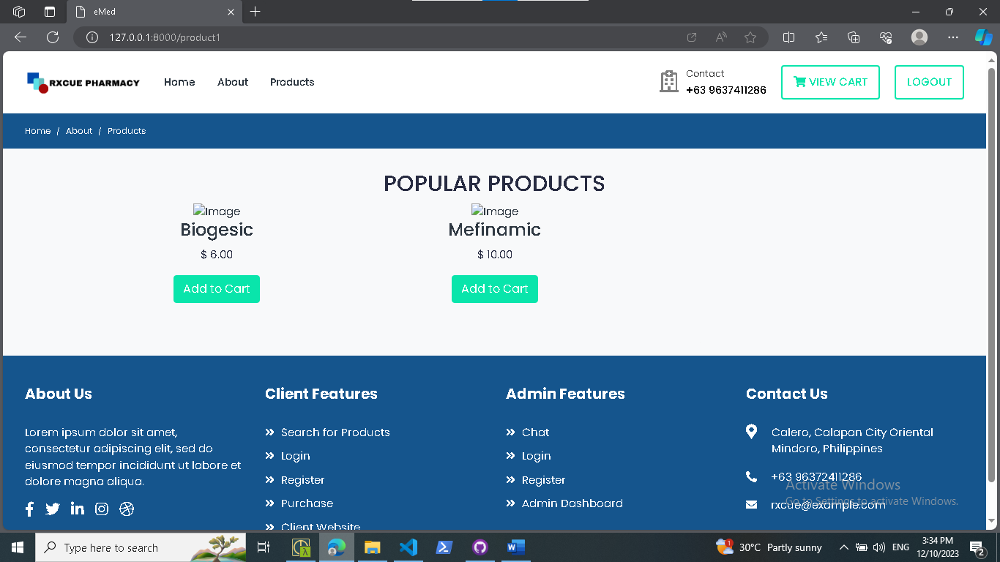 eMed
127.0.0.1:8000/product1
RXCUE PHARMACY
Home
About
Products
Contact
+63 9637411286
VIEW CART
LOGOUT
Home / About / Products
POPULAR PRODUCTS
Image
Biogesic
$ 6.00
Add to Cart
Image
Mefinamic
$ 10.00
Add to Cart
About Us
Lorem ipsum dolor sit amet,
consectetur adipiscing elit, sed do
eiusmod tempor incididunt ut labore et
dolore magna aliqua.
Client Features
Search for Products
Login
Register
Purchase
Client Website
Admin Features
Chat
Login
Register
Admin Dashboard
Contact Us
Calero, Calapan City Oriental
Mindoro, Philippines
+63 96372411286
rxcue@example.com
Activate Windows
Go to Settings to activate Windows.
Type here to search
1
30°C Partly sunny
ENG
3:34 PM
12/10/2023
2